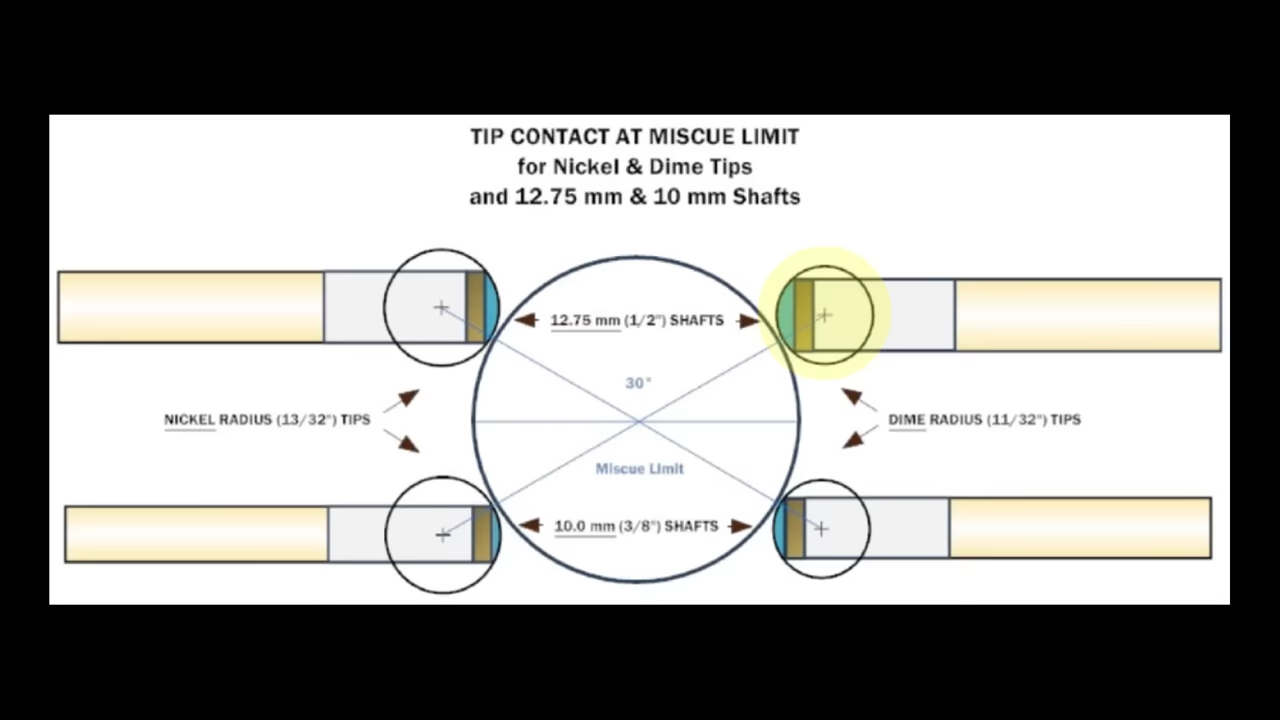 TIP CONTACT AT MISCUE LIMIT
for Nickel & Dime Tips
and 12.75 mm & 10 mm Shafts
12.75 mm (1/2") SHAFTS
30°
NICKEL RADIUS (13/32") TIPS
DIME RADIUS (11/32") TIPS
Miscue Limit
10.0 mm (3/8") SHAFTS